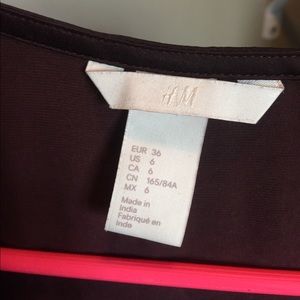 H&M
EUR 36
US 6
CA 6
CN 165/84A
MX 6
Made in
India
Fabriqué en
Inde